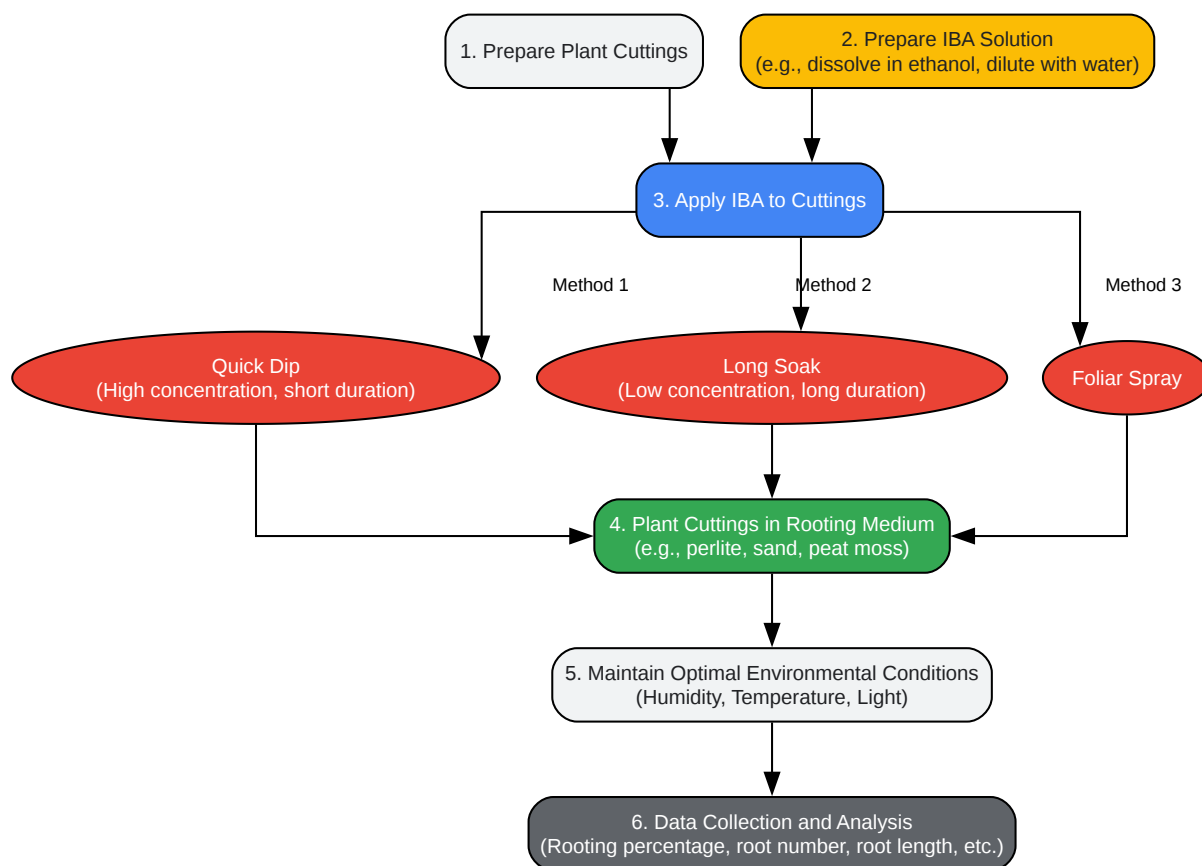 1. Prepare Plant Cuttings
2. Prepare IBA Solution
(e.g., dissolve in ethanol, dilute with water)
3. Apply IBA to Cuttings
Method 1
Method 2
Method 3
Quick Dip
(High concentration, short duration)
Long Soak
(Low concentration, long duration)
Foliar Spray
4. Plant Cuttings in Rooting Medium
(e.g., perlite, sand, peat moss)
5. Maintain Optimal Environmental Conditions
(Humidity, Temperature, Light)
6. Data Collection and Analysis
(Rooting percentage, root number, root length, etc.)